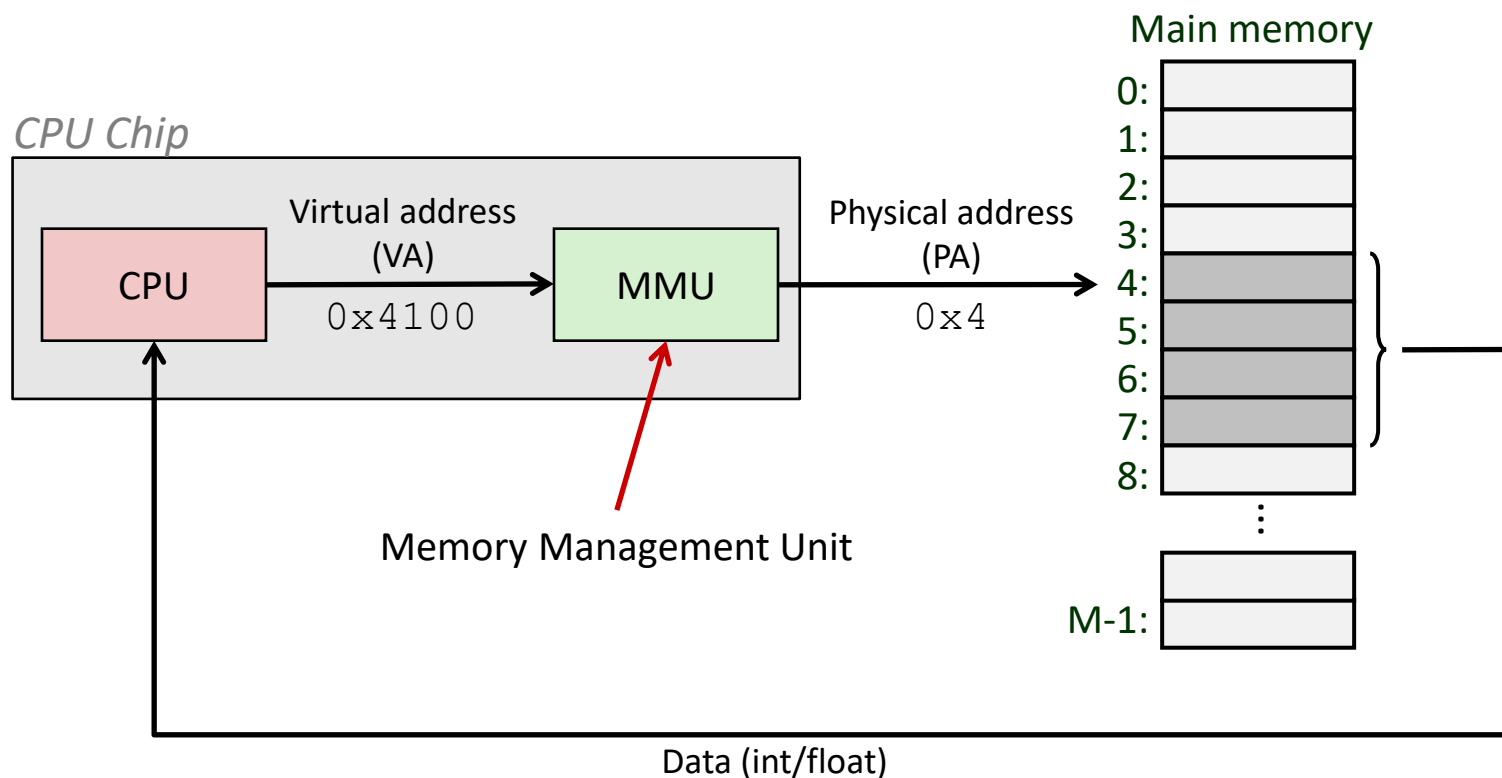 Main memory
0:
CPU Chip
1:
2:
Virtual address
(VA)
Physical address
(PA)
3:
CPU
MMU
4:
0x4100
0x4
5:
6:
7:
8:
Memory Management Unit
...
M-1:
Data (int/float)